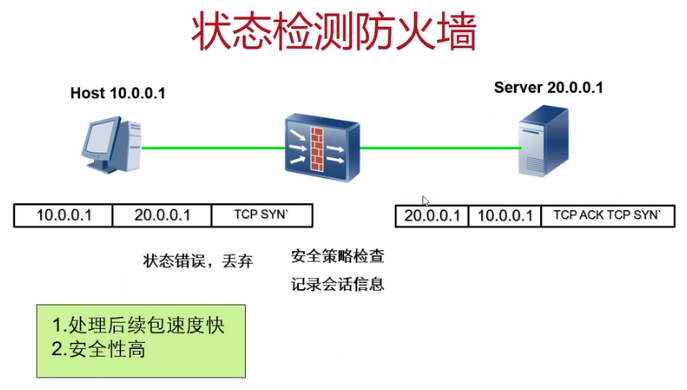 状态检测防火墙
Host 10.0.0.1
Server 20.0.0.1
10.0.0.1 20.0.0.1 TCP SYN`
20.0.0.1 10.0.0.1 TCP ACK TCP SYN`
状态错误，丢弃
安全策略检查
记录会话信息
1.处理后续包速度快
2.安全性高